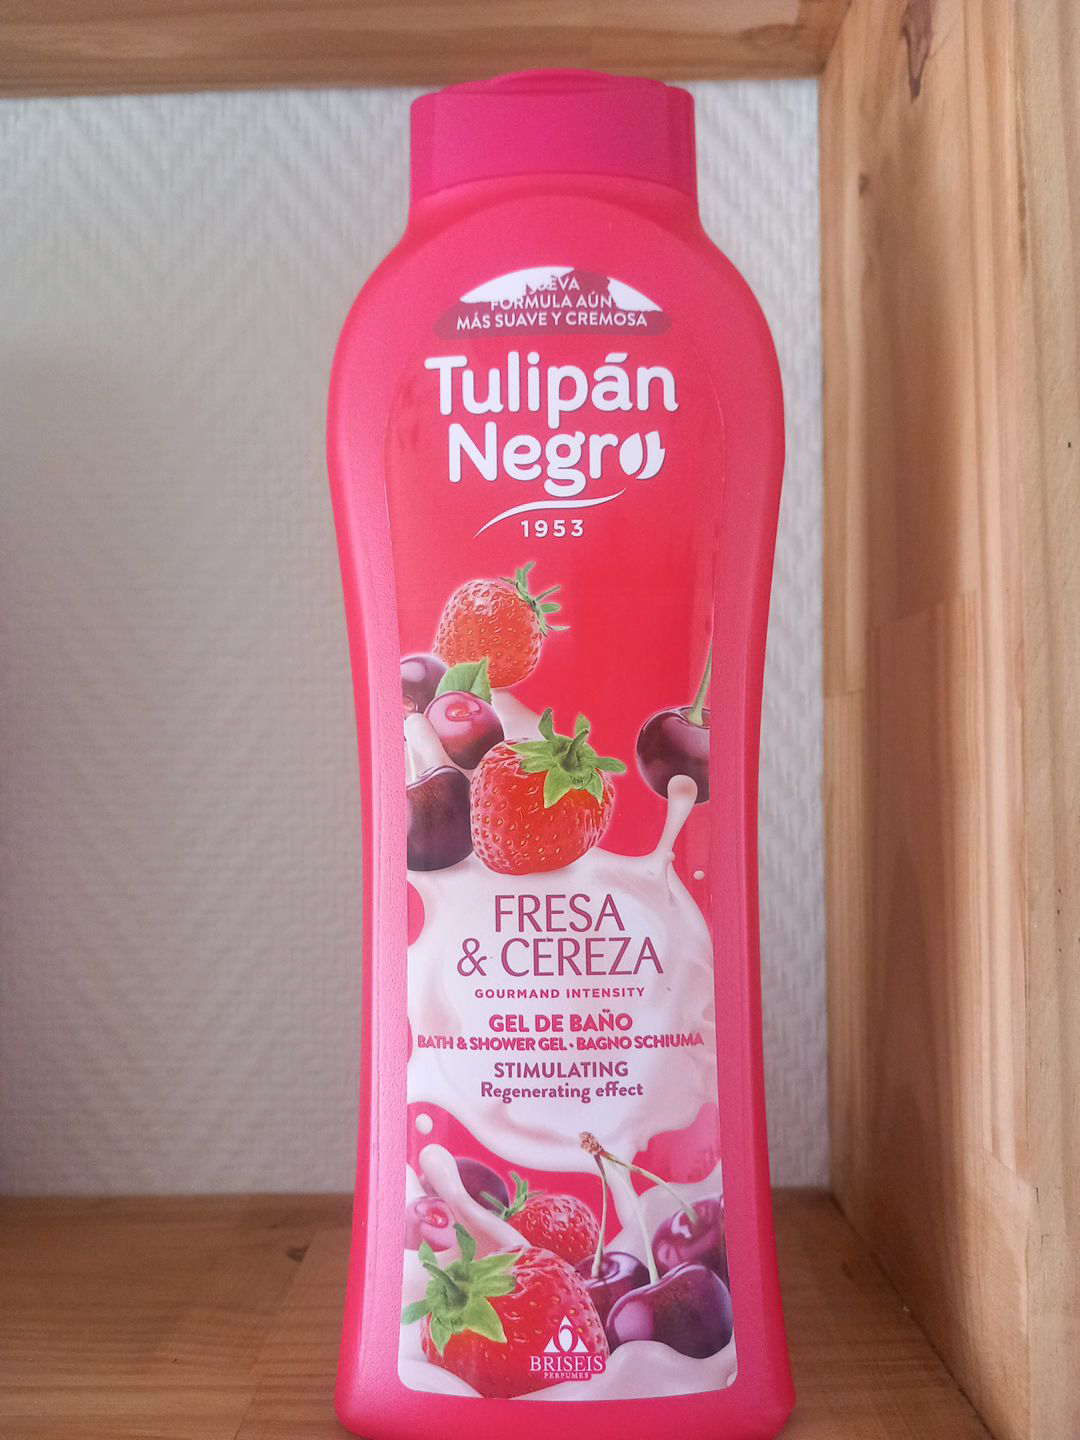 FÓRMULA AÚN
MÁS SUAVE Y CREMOSA
Tulipán
Negro
1953
FRESA
& CEREZA
GOURMAND INTENSITY
GEL DE BAÑO
BATH & SHOWER GEL • BAGNO SCHIUMA
STIMULATING
Regenerating effect
BRISEIS
PERFUMES